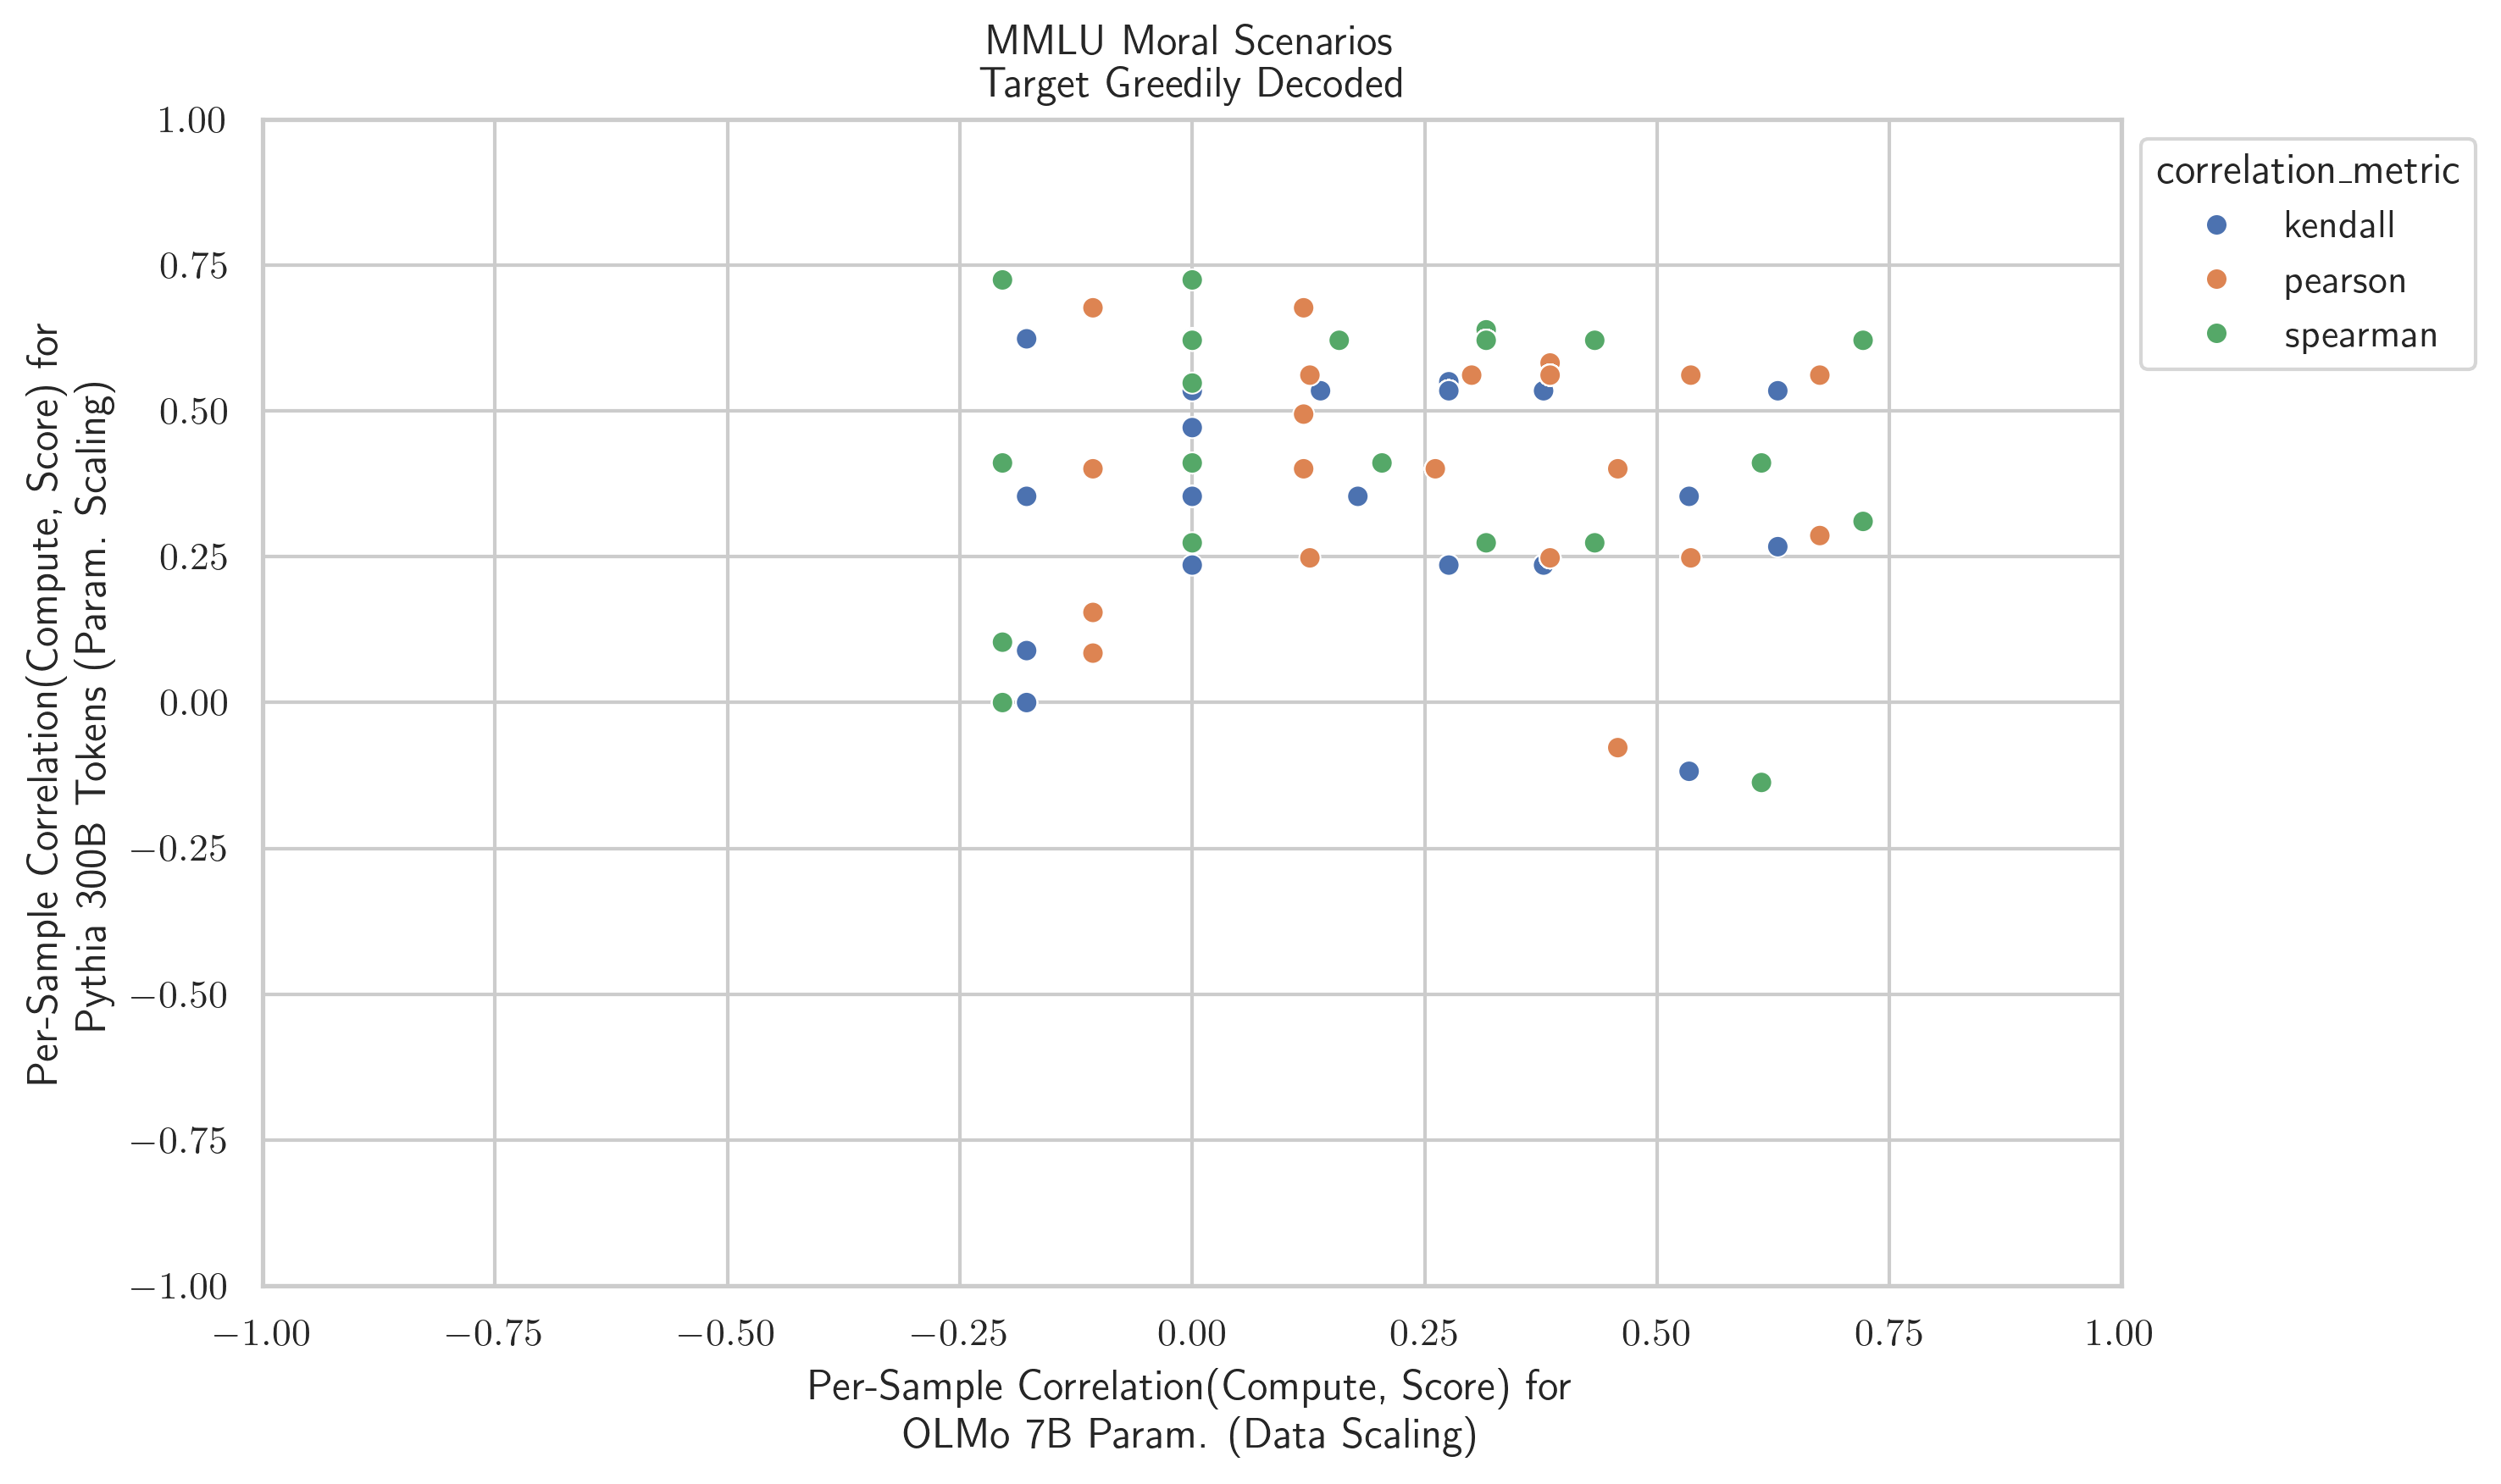 MMLU Moral Scenarios
Target Greedily Decoded
1.00
0.75
0.50
0.25
0.00
−0.25
−0.50
−0.75
−1.00
Per-Sample Correlation(Compute, Score) for
Pythia 300B Tokens (Param. Scaling)
correlation_metric
kendall
pearson
spearman
−1.00 −0.75 −0.50 −0.25 0.00 0.25 0.50 0.75 1.00
Per-Sample Correlation(Compute, Score) for
OLMo 7B Param. (Data Scaling)